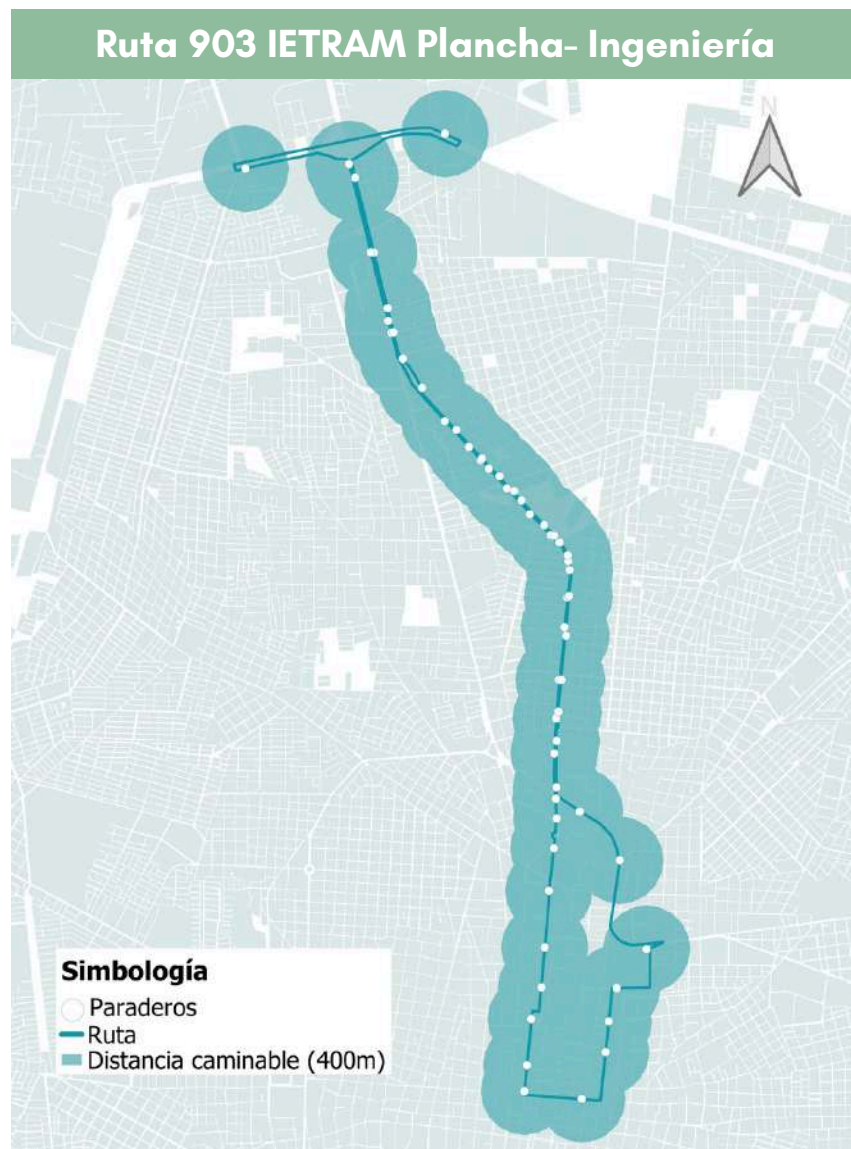 Ruta 903 IETRAM Plancha- Ingeniería
N
Simbología
Paraderos
Ruta
Distancia caminable (400m)